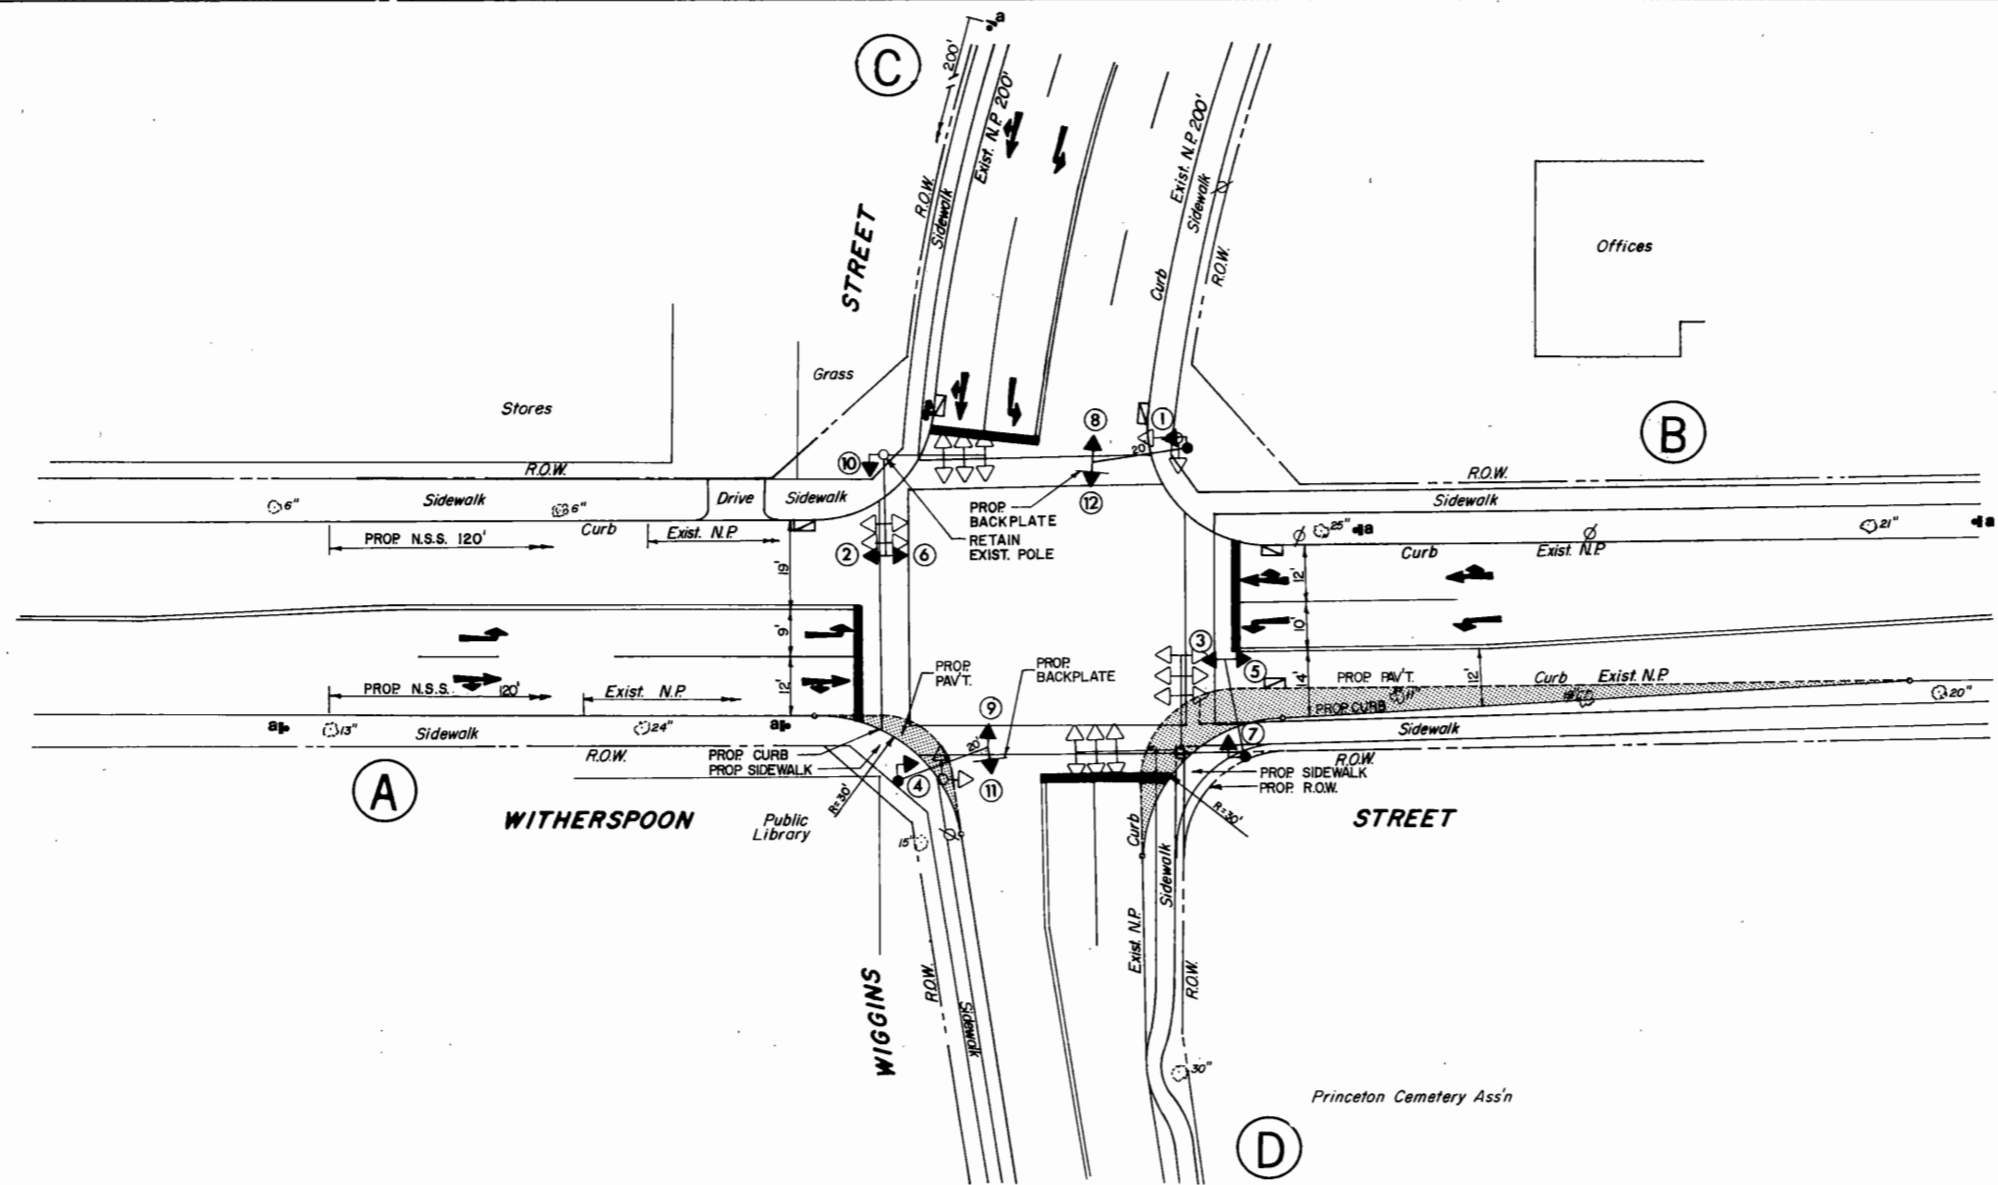 C
a
200'
Exist. N.P. 200'
R.O.W.
Sidewalk
STREET
Exist. N.P. 200'
Sidewalk
Curb
R.O.W.
Offices
B
Grass
Stores
R.O.W.
6"
Sidewalk
6"
Drive
Sidewalk
10
8
20'
1
12
PROP. BACKPLATE
RETAIN EXIST. POLE
R.O.W.
Sidewalk
PROP. N.S.S. 120'
Curb
Exist. N.P.
2
6
25"
a
Curb
Exist. N.P.
21"
a
19'
9'
12'
12'
10'
14'
12'
3
5
PROP. N.S.S. 120'
Exist. N.P.
PROP. PAV'T.
PROP. BACKPLATE
PROP. PAV'T.
Curb
Exist. N.P.
11"
20"
PROP. CURB
Sidewalk
a
13"
Sidewalk
24"
a
9
7
R.O.W.
PROP. CURB
PROP. SIDEWALK
20'
R.O.W.
PROP. SIDEWALK
PROP. R.O.W.
A
R=30'
4
11
R=30'
WITHERSPOON
Public
Library
15"
STREET
Curb
Sidewalk
WIGGINS
R.O.W.
Sidewalk
Exist. N.P.
R.O.W.
30"
Princeton Cemetery Ass'n
D